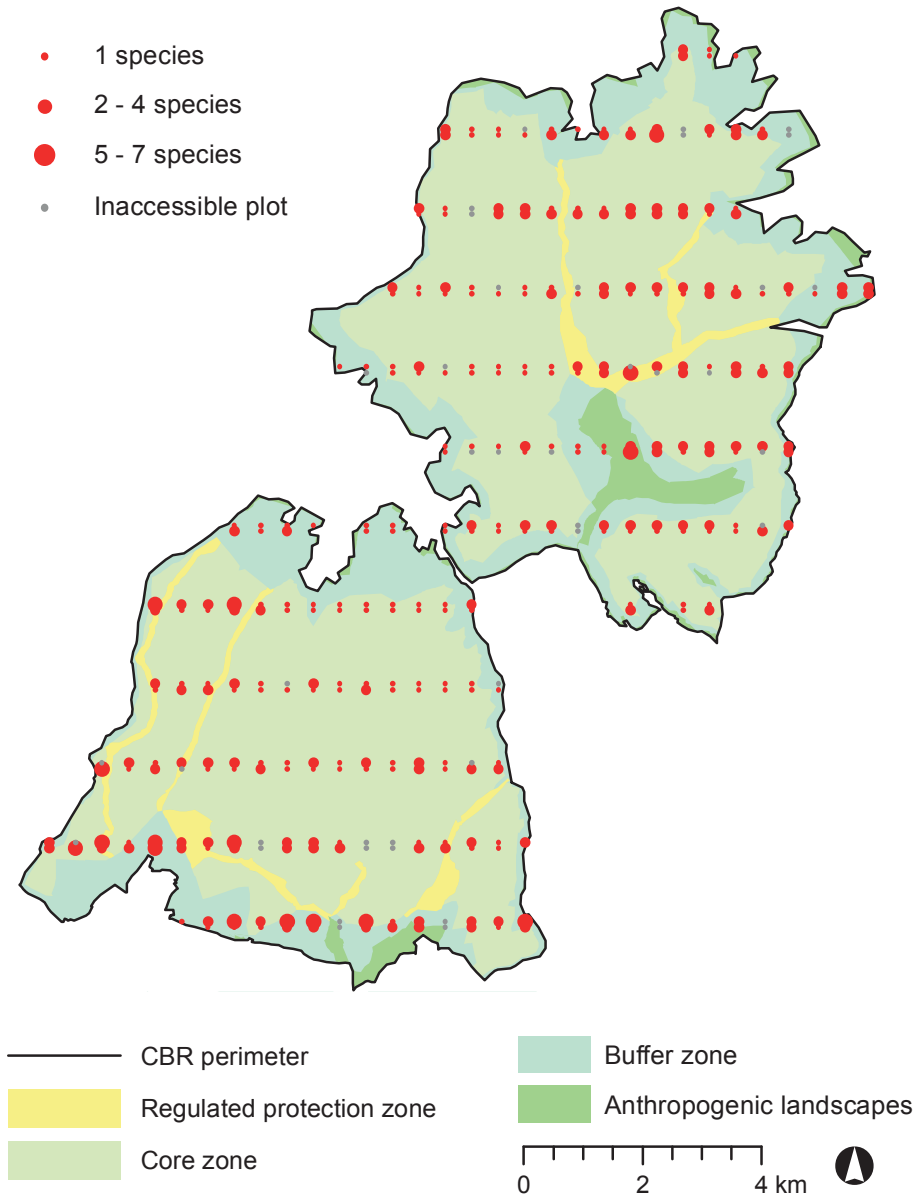 1 species
2 - 4 species
5 - 7 species
Inaccessible plot
CBR perimeter
Regulated protection zone
Core zone
Buffer zone
Anthropogenic landscapes
0 2 4 km